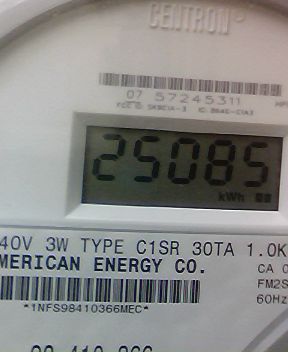 CENTRON®
07 57245311
25085
kWh
40V 3W TYPE C1SR 30TA 1.0K
MERICAN ENERGY CO.
CA 0
FM2S
60Hz
*1NFS98410366MEC*